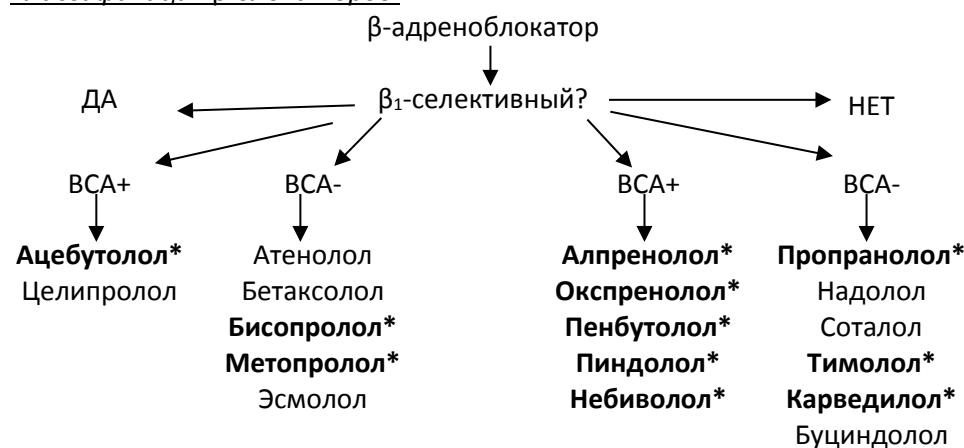 β-адреноблокатор
ДА
β₁-селективный?
НЕТ
ВСА+
ВСА-
ВСА+
ВСА-
Ацебутолол*
Целипролол
Атенолол
Бетаксолол
Бисопролол*
Метопролол*
Эсмолол
Алпренолол*
Окспренолол*
Пенбутолол*
Пиндолол*
Небиволол*
Пропранолол*
Надолол
Соталол
Тимолол*
Карведилол*
Буциндолол